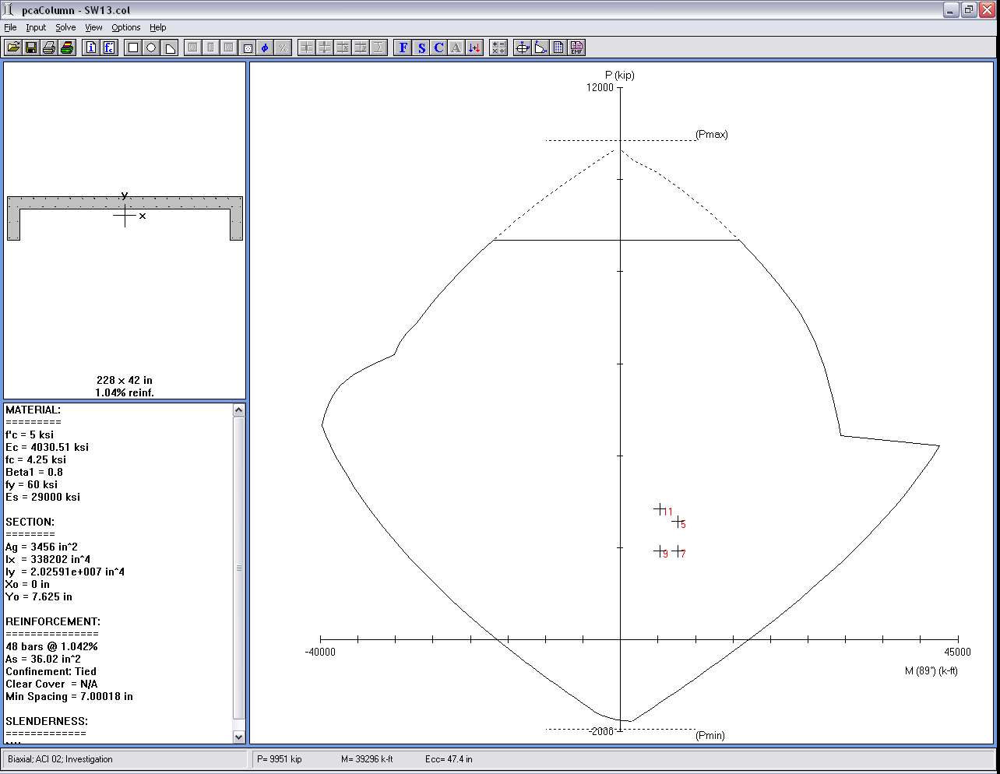 pcaColumn - SW13.col
File Input Solve View Options Help
y
x
228 x 42 in
1.04% reinf.
MATERIAL:
=========
f'c = 5 ksi
Ec = 4030.51 ksi
fc = 4.25 ksi
Beta1 = 0.8
fy = 60 ksi
Es = 29000 ksi
SECTION:
========
Ag = 3456 in^2
Ix = 338202 in^4
Iy = 2.02591e+007 in^4
Xo = 0 in
Yo = 7.625 in
REINFORCEMENT:
===============
48 bars @ 1.042%
As = 36.02 in^2
Confinement: Tied
Clear Cover = N/A
Min Spacing = 7.00018 in
SLENDERNESS:
=============
P (kip)
12000
(Pmax)
11
5
9
7
-40000
45000
M (89°) (k-ft)
-2000
(Pmin)
Biaxial; ACI 02; Investigation
P= 9951 kip M= 39296 k-ft Ecc= 47.4 in